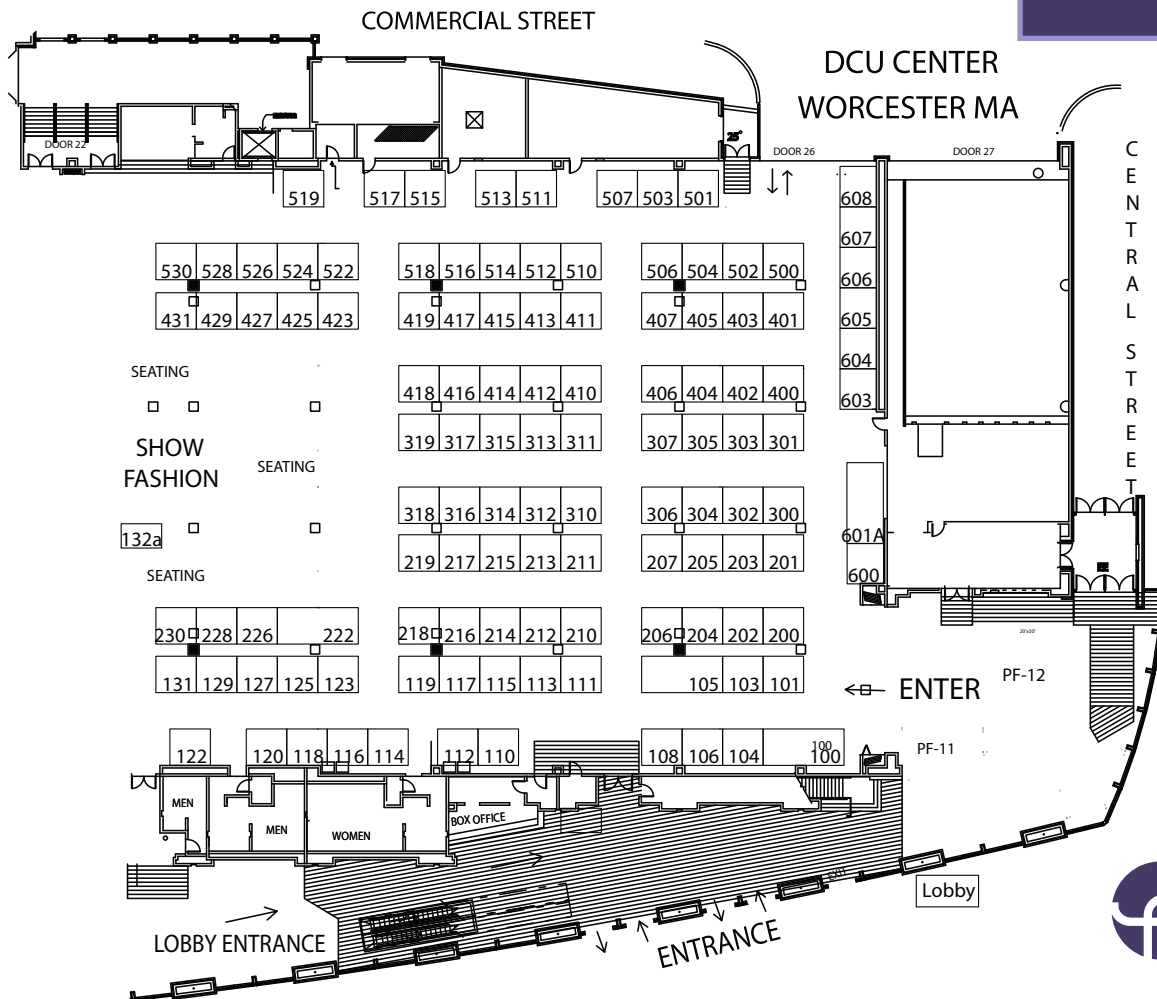 COMMERCIAL STREET
DCU CENTER
WORCESTER MA
DOOR 22
25'
DOOR 26
DOOR 27
CENTRAL STREET
519 517 515 513 511 507 503 501
608
607
606
605
604
603
530 528 526 524 522 518 516 514 512 510 506 504 502 500
431 429 427 425 423 419 417 415 413 411 407 405 403 401
SEATING
418 416 414 412 410 406 404 402 400
319 317 315 313 311 307 305 303 301
SHOW
FASHION
SEATING
318 316 314 312 310 306 304 302 300
132a
219 217 215 213 211 207 205 203 201
601A
600
SEATING
230 228 226 222 218 216 214 212 210 206 204 202 200
20'x30'
131 129 127 125 123 119 117 115 113 111 105 103 101
ENTER
PF-12
122 120 118 116 114 112 110 108 106 104 100 100
PF-11
MEN
MEN
WOMEN
BOX OFFICE
EXIT
Lobby
LOBBY ENTRANCE
ENTRANCE
f